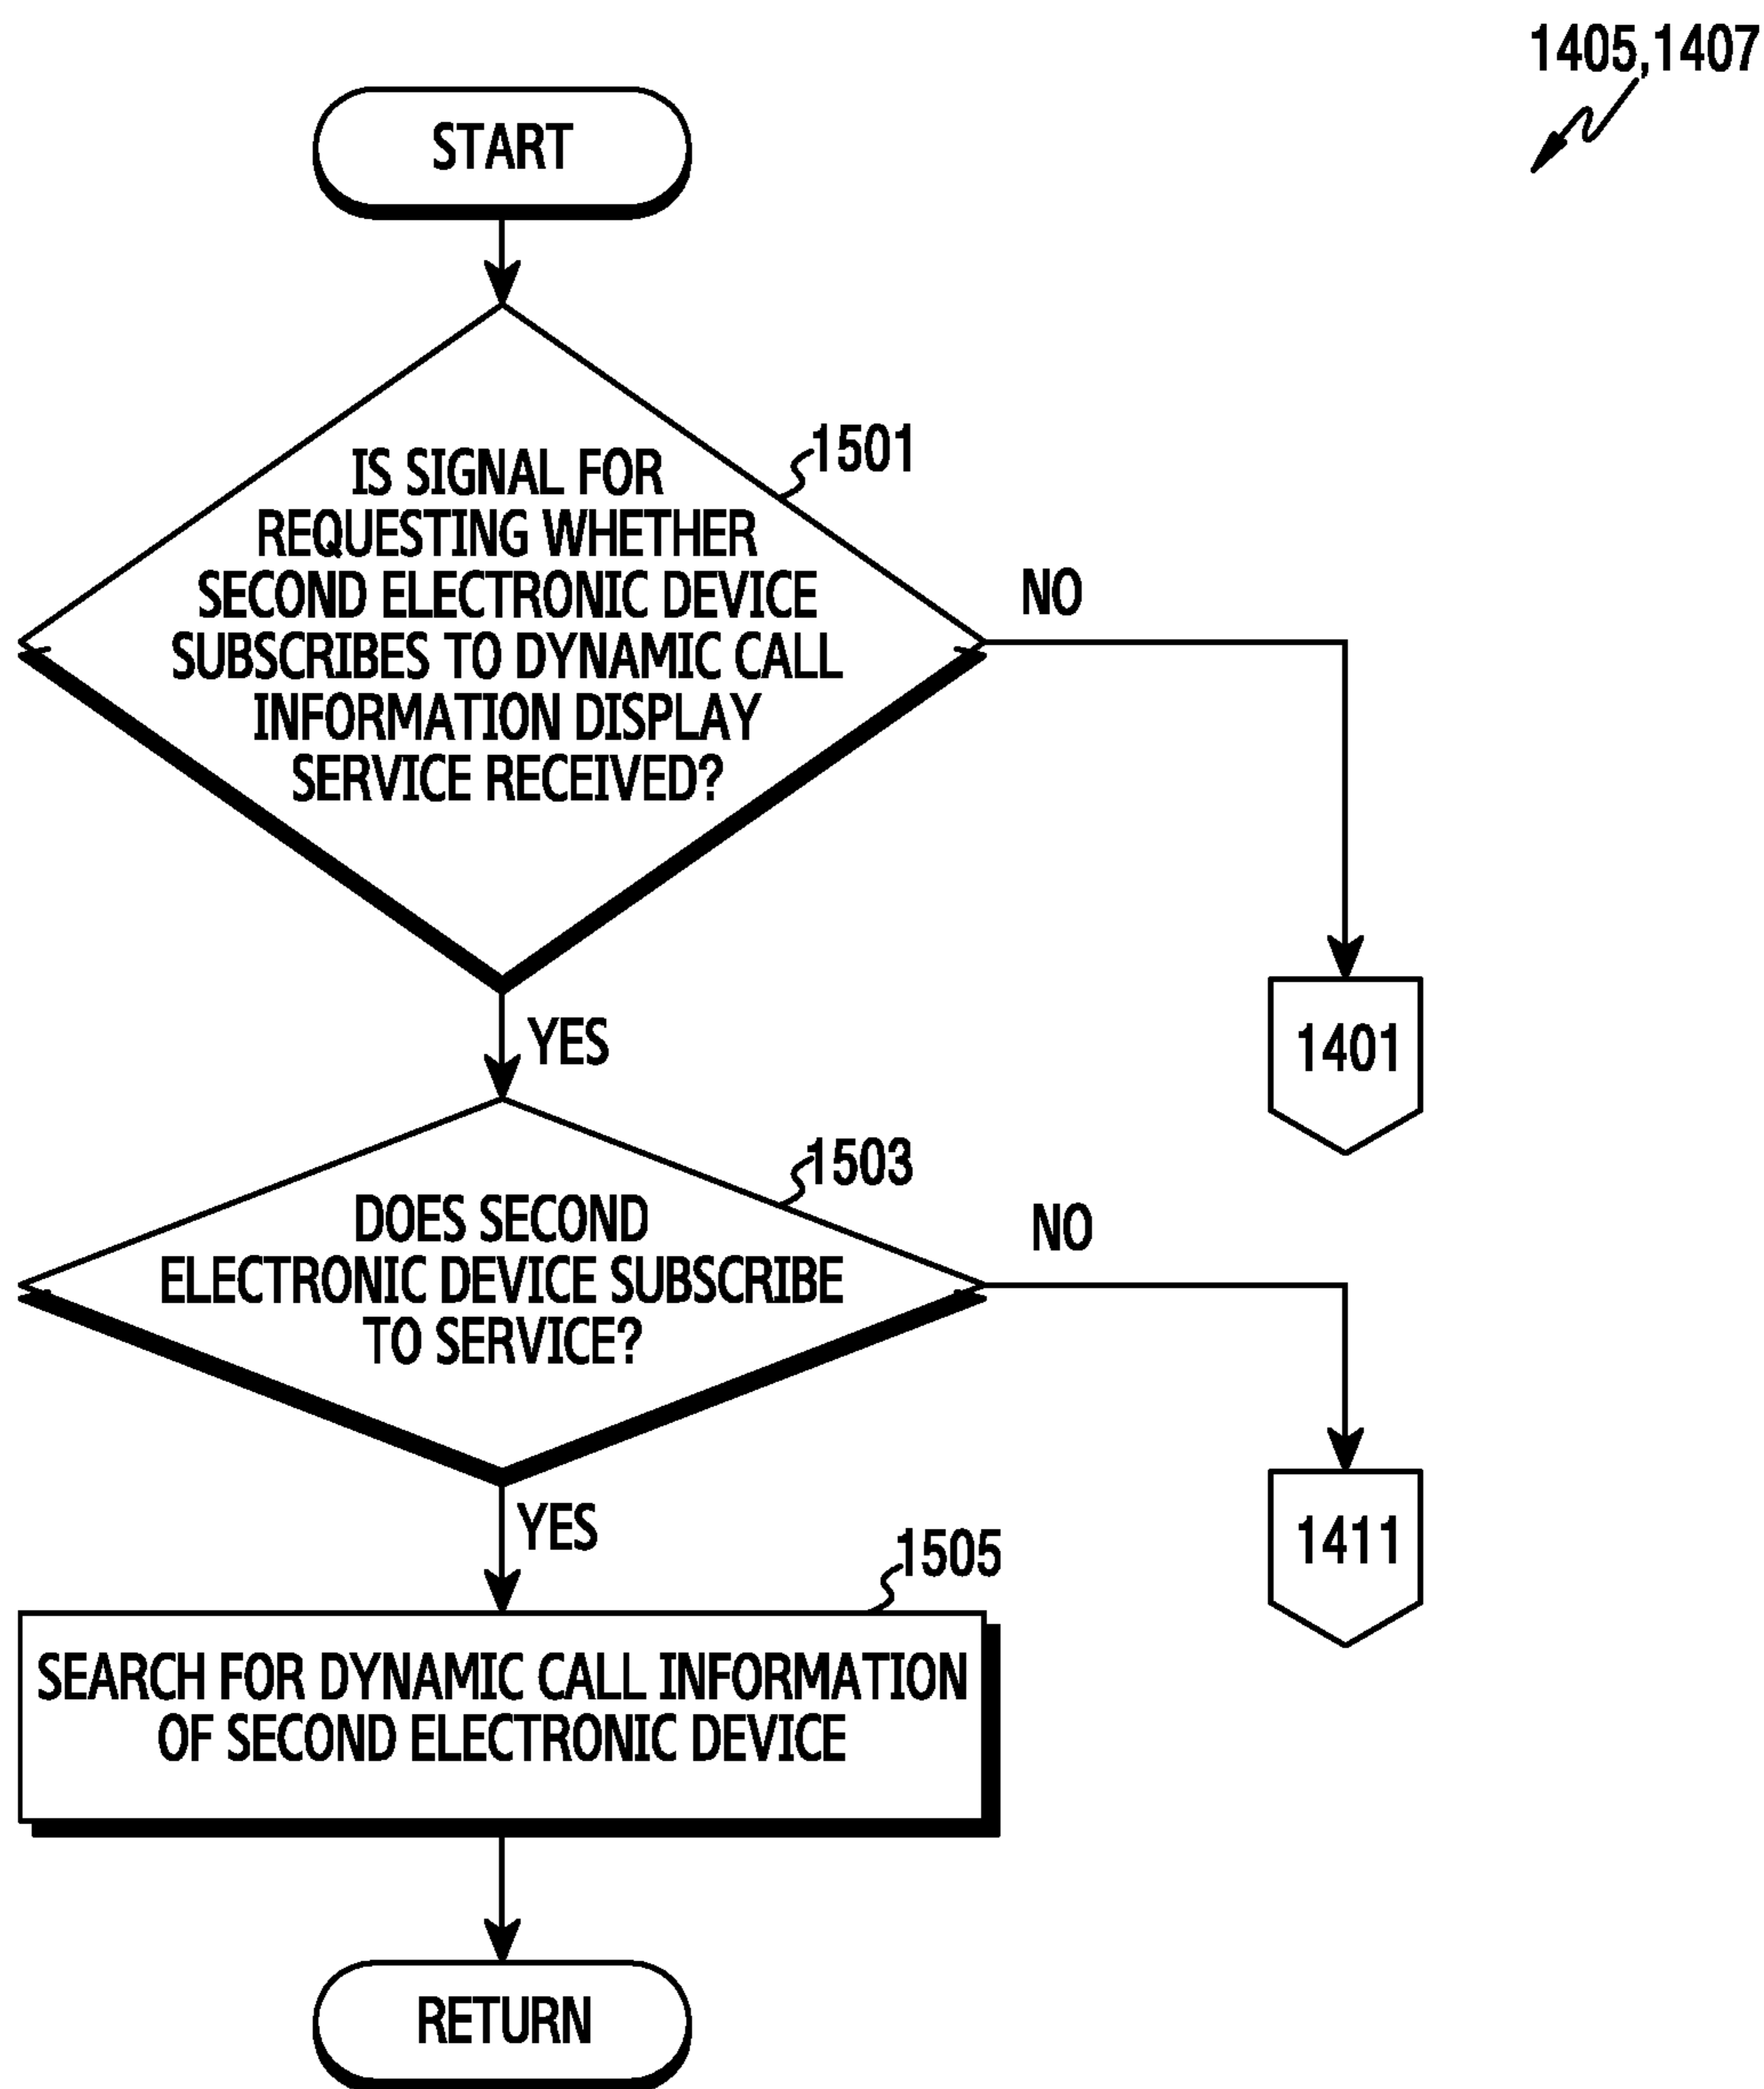 1405,1407
START
1501
IS SIGNAL FOR
REQUESTING WHETHER
SECOND ELECTRONIC DEVICE
SUBSCRIBES TO DYNAMIC CALL
INFORMATION DISPLAY
SERVICE RECEIVED?
NO
1401
YES
1503
DOES SECOND
ELECTRONIC DEVICE SUBSCRIBE
TO SERVICE?
NO
1411
YES
1505
SEARCH FOR DYNAMIC CALL INFORMATION
OF SECOND ELECTRONIC DEVICE
RETURN